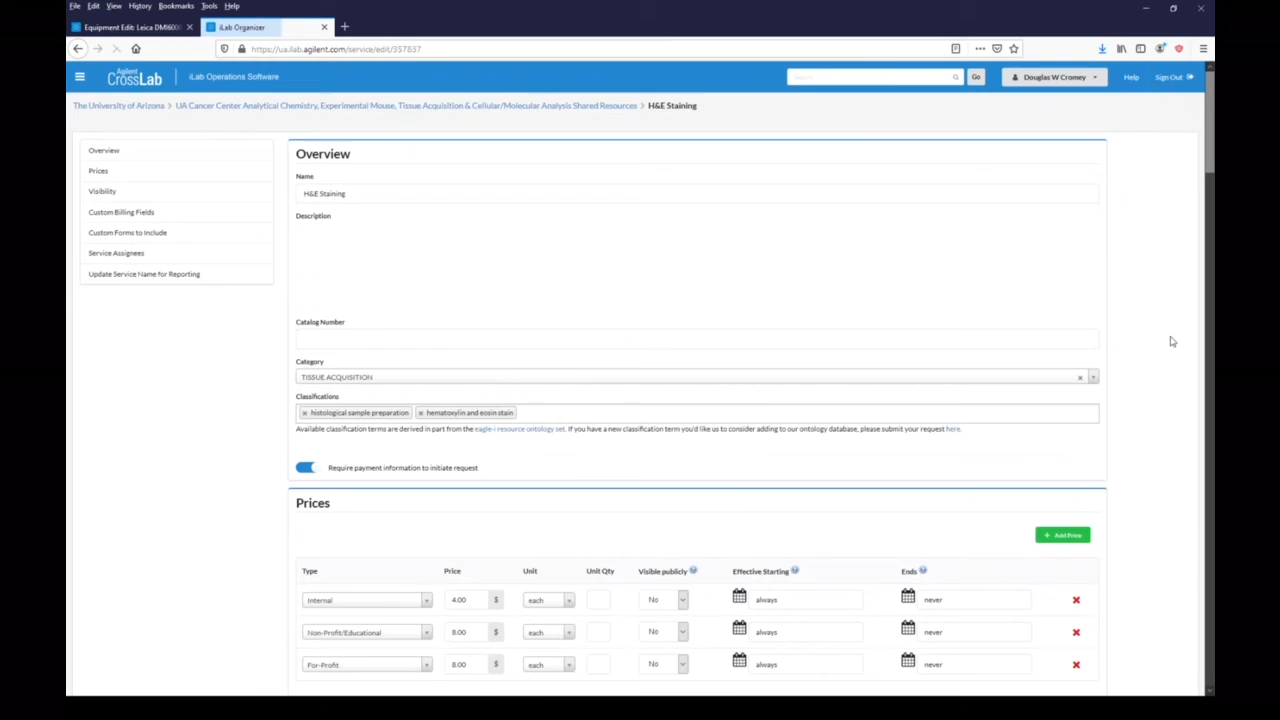 File Edit View History Bookmarks Tools Help
Equipment Edit: Leica DMI6000
iLab Organizer
https://ua.ilab.agilent.com/service/edit/357837
Agilent
CrossLab
iLab Operations Software
Search
Go
Douglas W Cromey
Help
Sign Out
The University of Arizona > UA Cancer Center Analytical Chemistry, Experimental Mouse, Tissue Acquisition & Cellular/Molecular Analysis Shared Resources > H&E Staining
Overview
Prices
Visibility
Custom Billing Fields
Custom Forms to Include
Service Assignees
Update Service Name for Reporting
Overview
Name
H&E Staining
Description
Catalog Number
Category
TISSUE ACQUISITION
Classifications
histological sample preparation
hematoxylin and eosin stain
Available classification terms are derived in part from the eagle-i resource ontology set. If you have a new classification term you'd like us to consider adding to our ontology database, please submit your request here.
Require payment information to initiate request
Prices
+ Add Price
Type Price Unit Unit Qty Visible publicly Effective Starting Ends
Internal 4.00 $ each No always never
Non-Profit/Educational 8.00 $ each No always never
For-Profit 8.00 $ each No always never